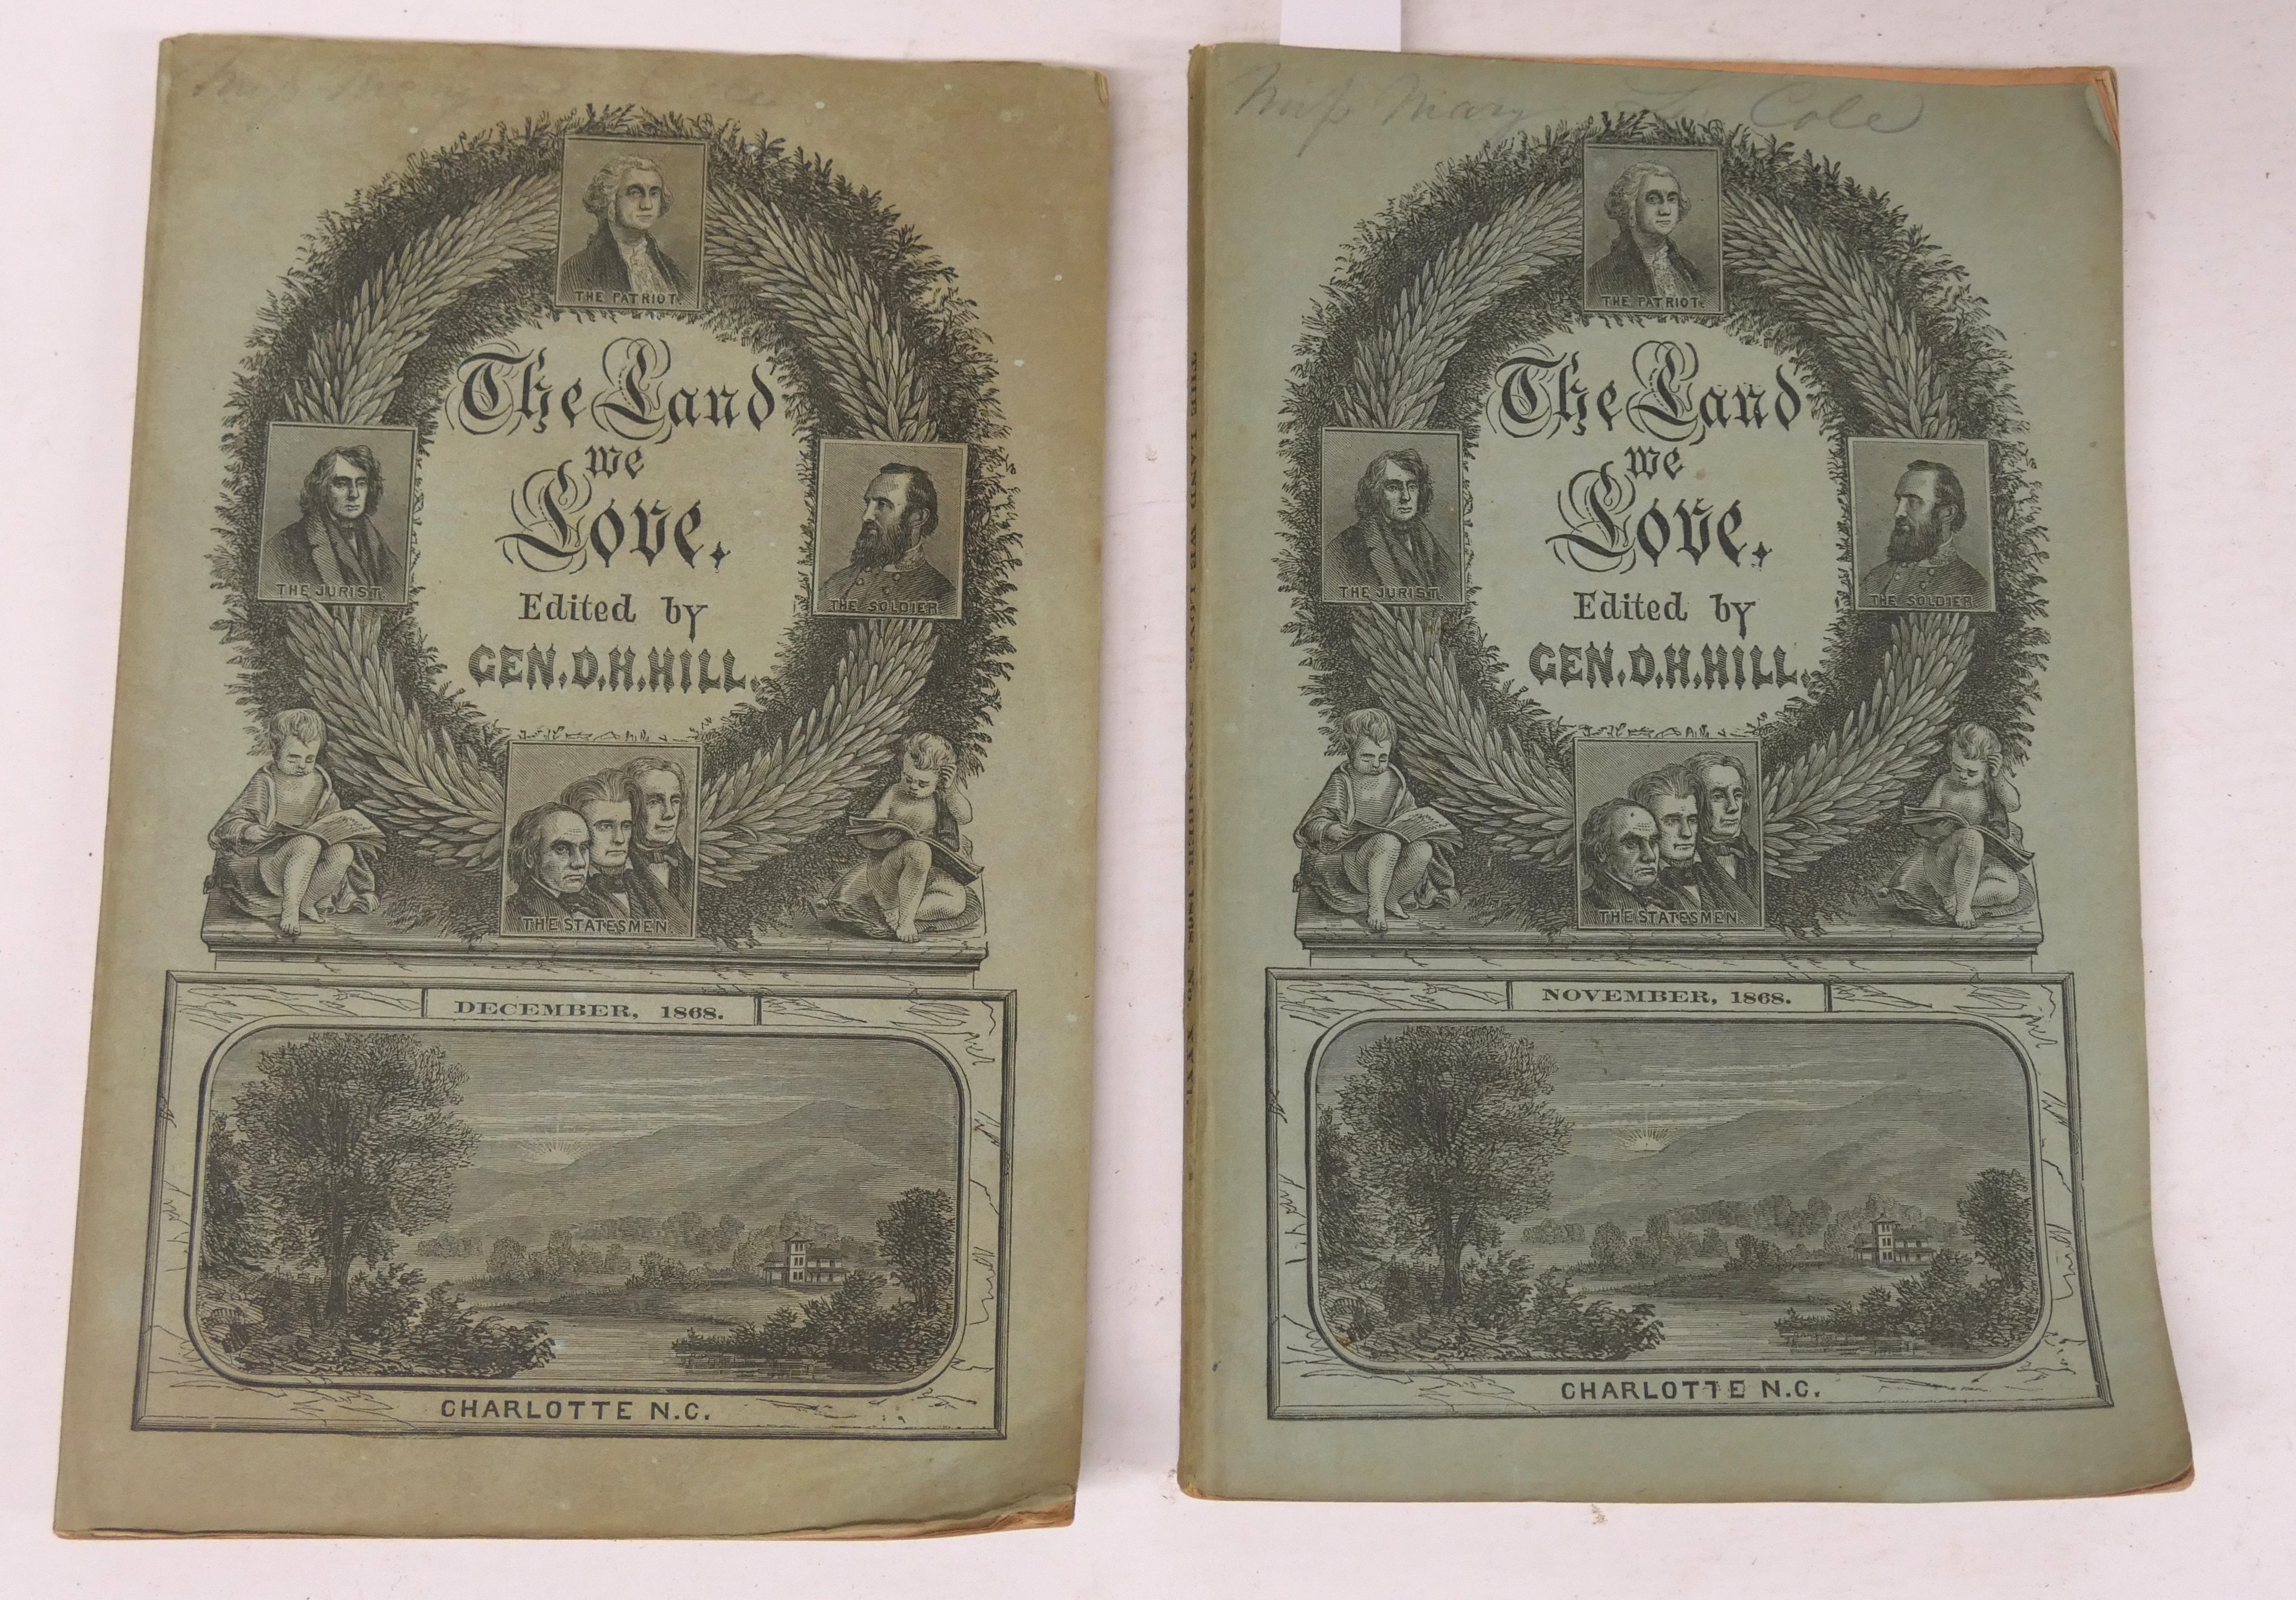 Miss Mary
THE PATRIOT.
The Land
we
Love.
THE JURIST.
THE SOLDIER
Edited by
GEN. D. H. HILL.
THE STATESMEN.
DECEMBER, 1868.
CHARLOTTE N.C.
Miss Mary L. Cole
THE PATRIOT.
The Land
we
Love.
THE JURIST.
THE SOLDIER
Edited by
GEN. D. H. HILL.
THE STATESMEN.
NOVEMBER, 1868.
CHARLOTTE N.C.
THE LAND WE LOVE.